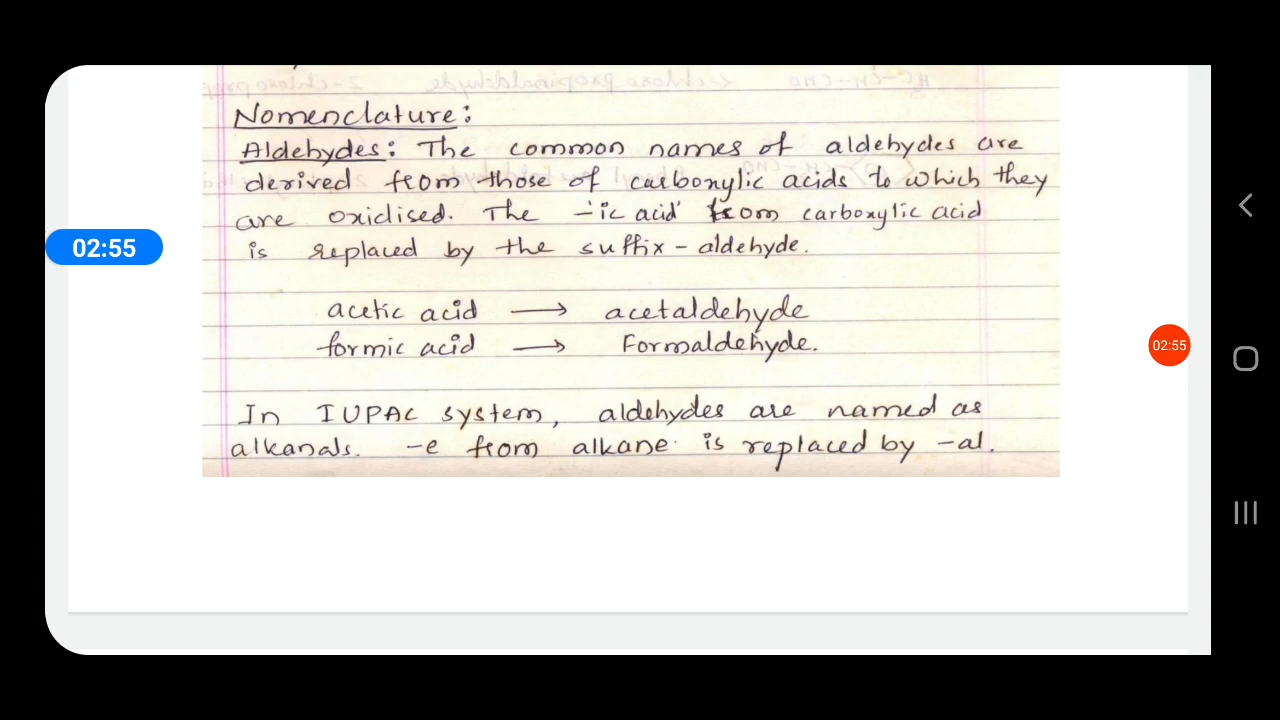 Nomenclature:
Aldehydes: The common names of aldehydes are
derived from those of carboxylic acids to which they
are oxidised. The -'ic acid' from carboxylic acid
is replaced by the suffix - aldehyde.
02:55
acetic acid → acetaldehyde
formic acid → Formaldehyde.
02:55
In IUPAC system, aldehydes are named as
alkanals. -e from alkane is replaced by -al.